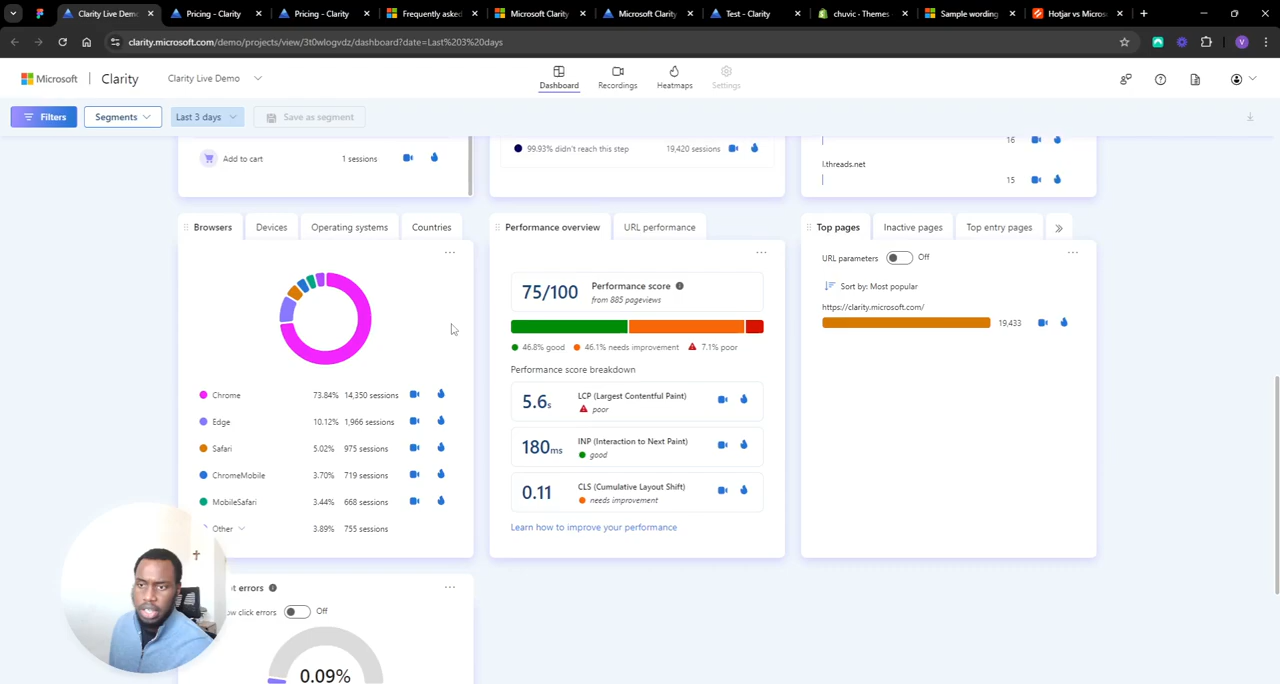 Clarity Live Demo
Pricing - Clarity
Pricing - Clarity
Frequently asked
Microsoft Clarity
Microsoft Clarity
Test - Clarity
chuvic - Themes
Sample wording
Hotjar vs Micros
clarity.microsoft.com/demo/projects/view/3t0wlogvdz/dashboard?date=Last%203%20days
V
Microsoft | Clarity
Clarity Live Demo
Dashboard
Recordings
Heatmaps
Settings
Filters
Segments
Last 3 days
Save as segment
Add to cart
1 sessions
99.93% didn't reach this step
19,420 sessions
16
l.threads.net
15
Browsers
Devices
Operating systems
Countries
Chrome 73.84% 14,350 sessions
Edge 10.12% 1,966 sessions
Safari 5.02% 975 sessions
ChromeMobile 3.70% 719 sessions
MobileSafari 3.44% 668 sessions
Other 3.89% 755 sessions
Performance overview
URL performance
75/100
Performance score
from 885 pageviews
46.8% good
46.1% needs improvement
7.1% poor
Performance score breakdown
5.6s
LCP (Largest Contentful Paint)
poor
180ms
INP (Interaction to Next Paint)
good
0.11
CLS (Cumulative Layout Shift)
needs improvement
Learn how to improve your performance
Top pages
Inactive pages
Top entry pages
URL parameters
Off
Sort by: Most popular
https://clarity.microsoft.com/
19,433
errors
click errors
Off
0.09%